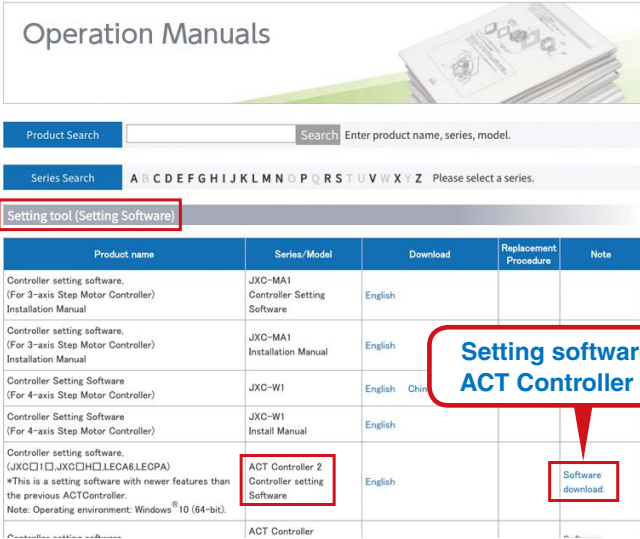 Operation Manuals
Product Search Search Enter product name, series, model.
Series Search A B C D E F G H I J K L M N O P Q R S T U V W X Y Z Please select a series.
Setting tool (Setting Software)
Product name Series/Model Download Replacement Procedure Note
Controller setting software,
(For 3-axis Step Motor Controller)
Installation Manual
JXC-MA1
Controller Setting
Software
English
Controller setting software,
(For 3-axis Step Motor Controller)
Installation Manual
JXC-MA1
Installation Manual
English
Setting softwar
ACT Controller
Controller Setting Software
(For 4-axis Step Motor Controller)
JXC-W1
English Chin
Controller Setting Software
(For 4-axis Step Motor Controller)
JXC-W1
Install Manual
English
Controller setting software,
(JXC□1□,JXC□H□,LECA6,LECPA)
*This is a setting software with newer features than
the previous ACTController.
Note: Operating environment: Windows®10 (64-bit).
ACT Controller 2
Controller setting
Software
English
Software
download.
Controller setting software
ACT Controller
Software